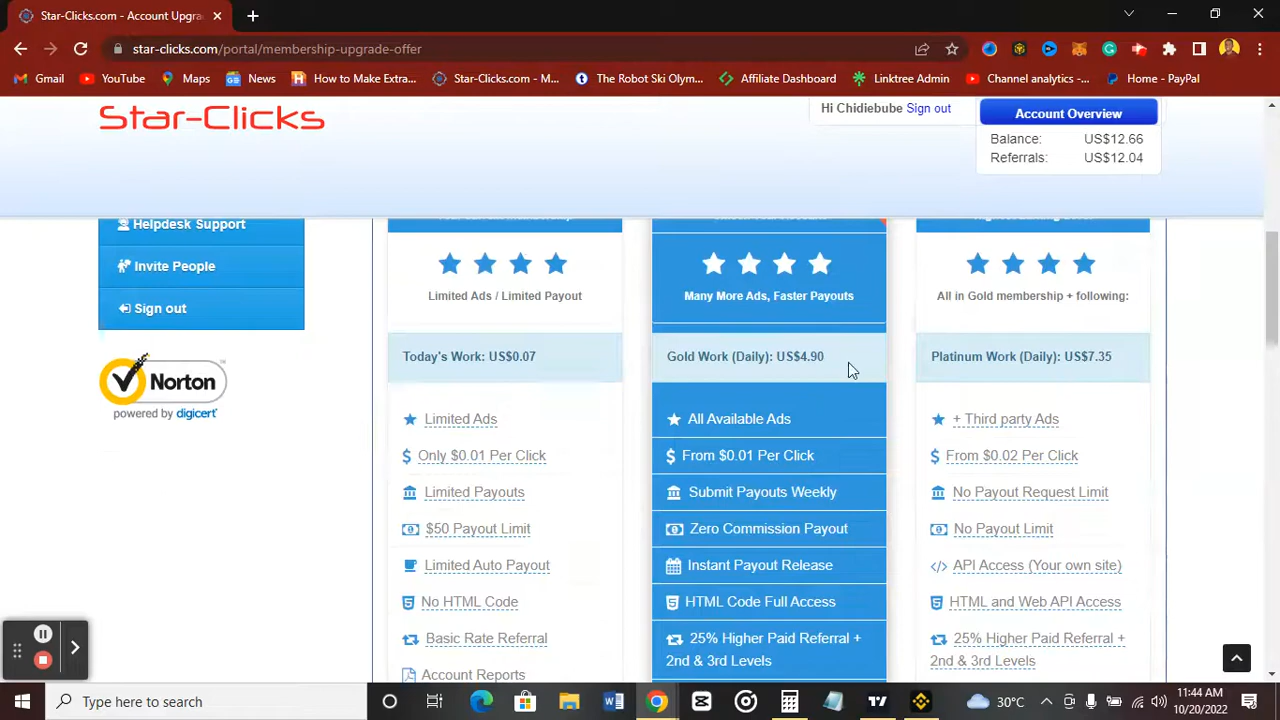 Star-Clicks.com - Account Upgra
star-clicks.com/portal/membership-upgrade-offer
Gmail
YouTube
Maps
News
How to Make Extra...
Star-Clicks.com - M...
The Robot Ski Olym...
Affiliate Dashboard
Linktree Admin
Channel analytics -...
Home - PayPal
Star-Clicks
Hi Chidiebube Sign out
Account Overview
Balance: US$12.66
Referrals: US$12.04
Helpdesk Support
Invite People
Sign out
Norton
powered by digicert
Limited Ads / Limited Payout
Today's Work: US$0.07
Limited Ads
Only $0.01 Per Click
Limited Payouts
$50 Payout Limit
Limited Auto Payout
No HTML Code
Basic Rate Referral
Account Reports
Many More Ads, Faster Payouts
Gold Work (Daily): US$4.90
All Available Ads
From $0.01 Per Click
Submit Payouts Weekly
Zero Commission Payout
Instant Payout Release
HTML Code Full Access
25% Higher Paid Referral +
2nd & 3rd Levels
All in Gold membership + following:
Platinum Work (Daily): US$7.35
+ Third party Ads
From $0.02 Per Click
No Payout Request Limit
No Payout Limit
API Access (Your own site)
HTML and Web API Access
25% Higher Paid Referral +
2nd & 3rd Levels
Type here to search
30°C
11:44 AM
10/20/2022